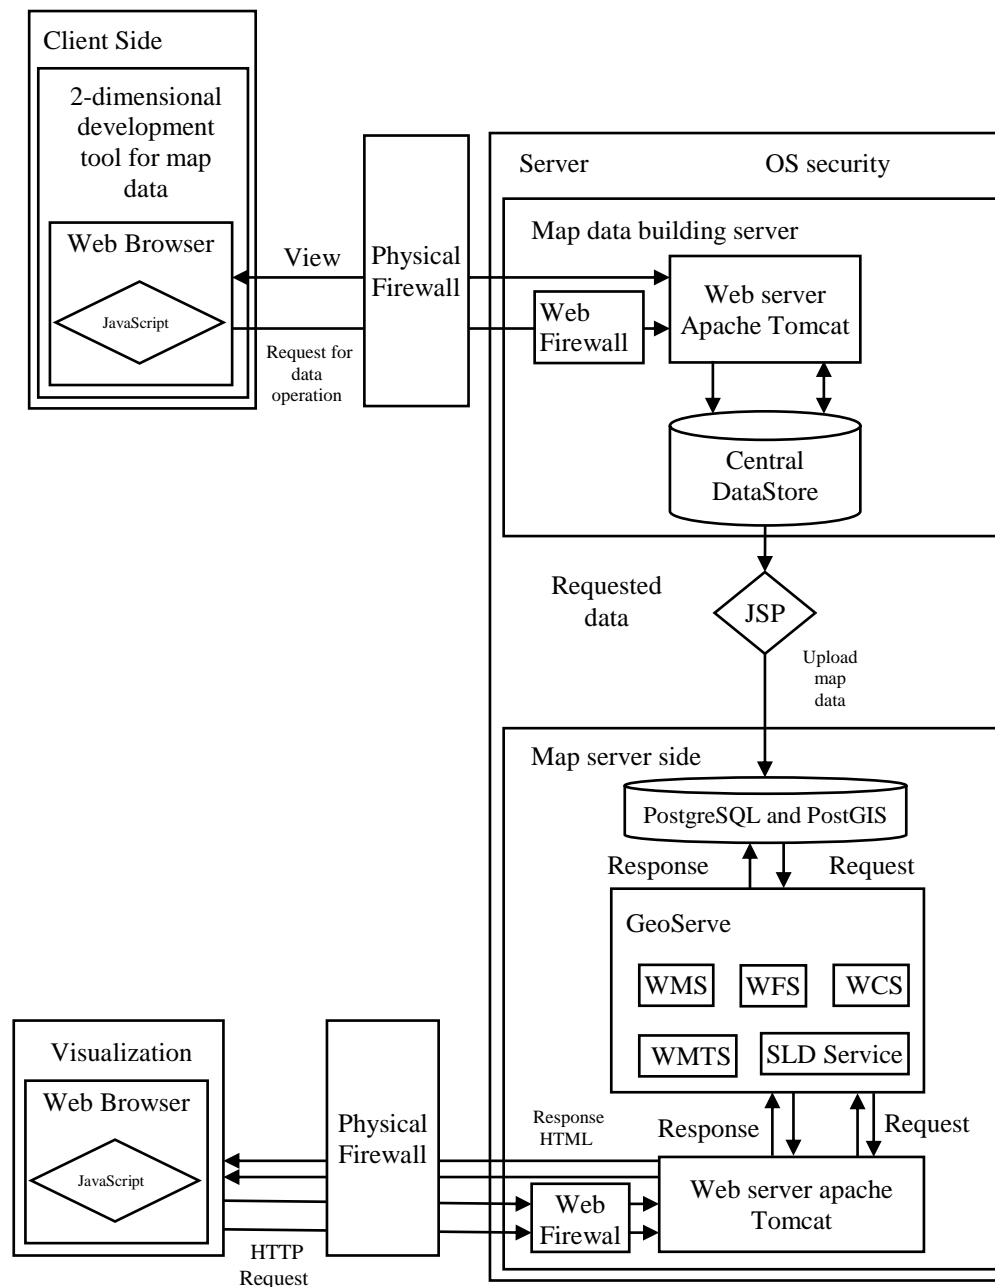 Client Side
2-dimensional
development
tool for map
data
Web Browser
JavaScript
View
Request for
data
operation
Physical
Firewall
Server
OS security
Map data building server
Web
Firewall
Web server
Apache Tomcat
Central
DataStore
Requested
data
JSP
Upload
map
data
Map server side
PostgreSQL and PostGIS
Response
Request
GeoServe
WMS
WFS
WCS
WMTS
SLD Service
Response
Request
Visualization
Web Browser
JavaScript
Physical
Firewall
Response
HTML
HTTP
Request
Web
Firewal
Web server apache
Tomcat